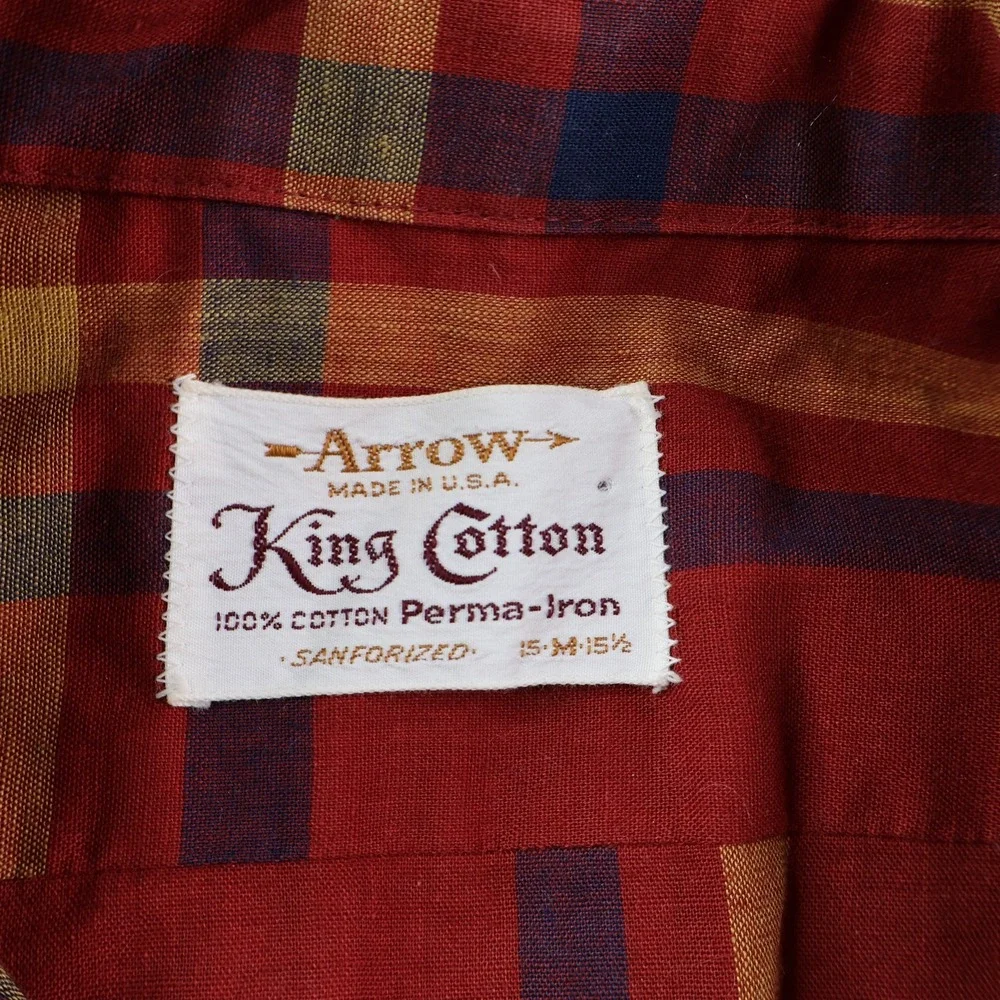 Arrow
MADE IN U.S.A.
King Cotton
100% COTTON Perma-Iron
·SANFORIZED· 15·M·15½